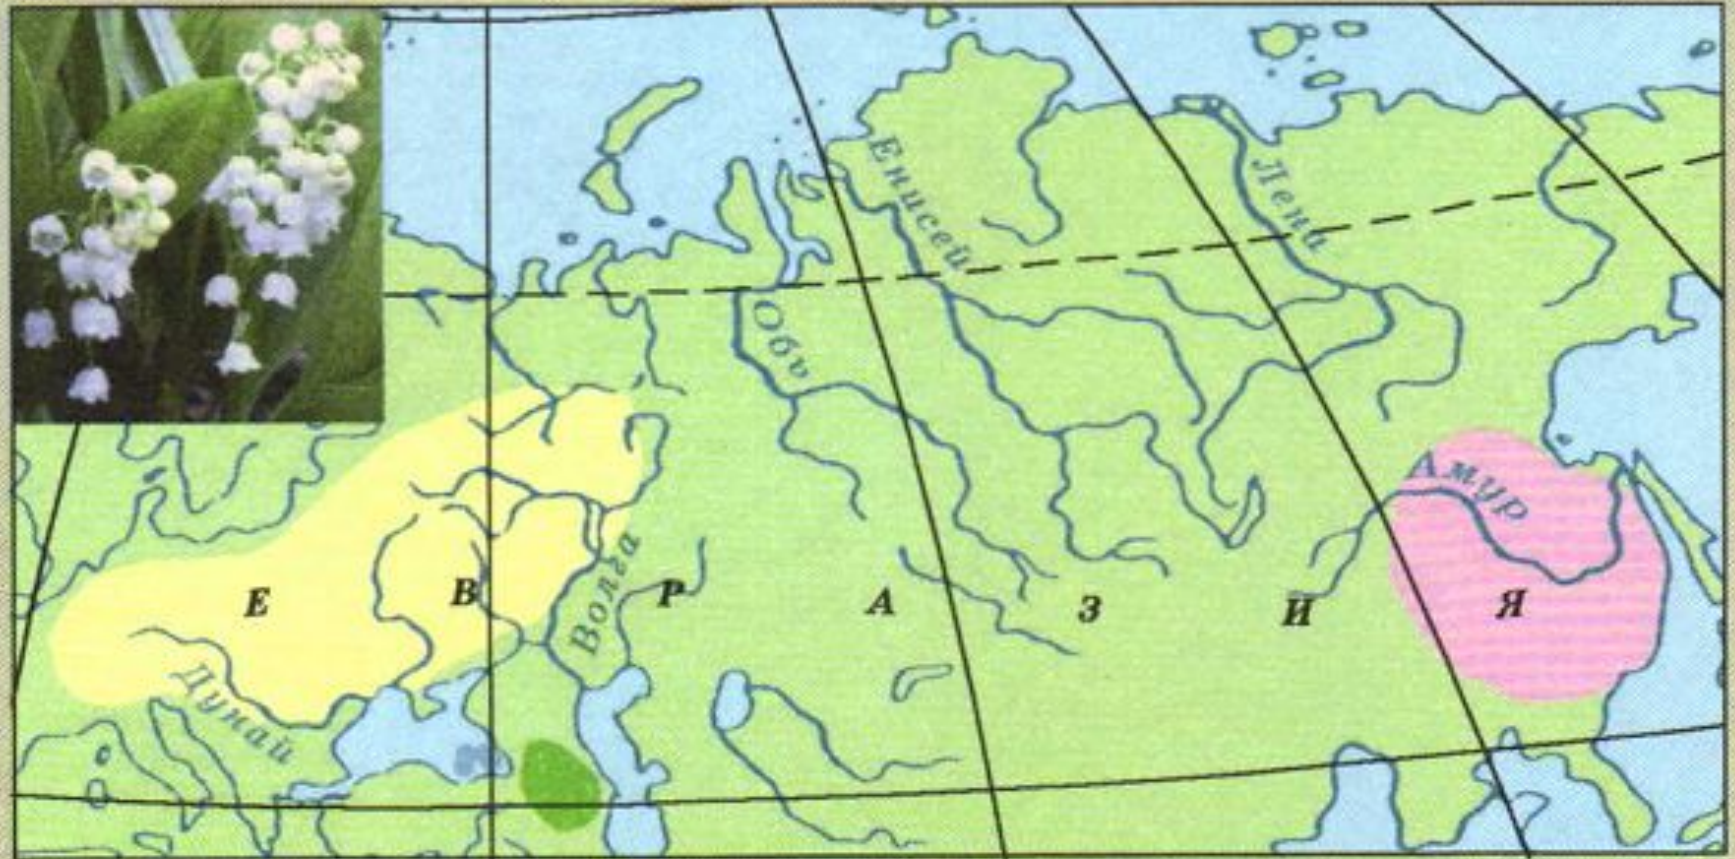 Енисей
Лена
Обь
Амур
Волга
Е В Р А З И Я
Дунай